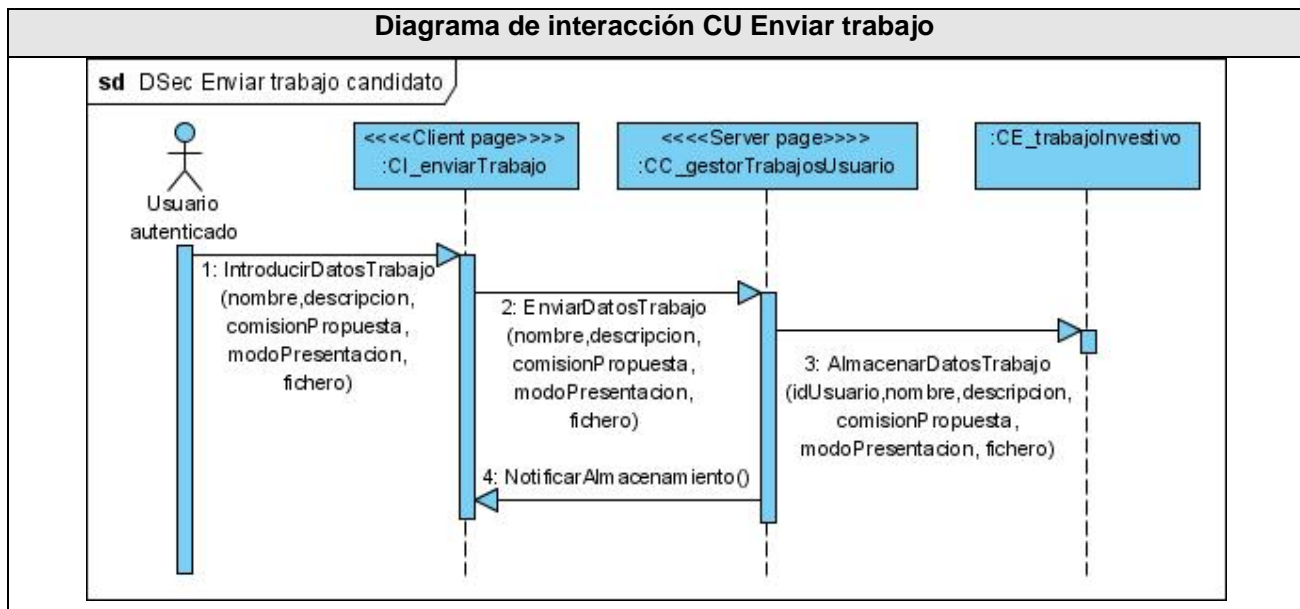 Diagrama de interacción CU Enviar trabajo
sd DSec Enviar trabajo candidato
Usuario
autenticado
<<<<Client page>>>>
:CI_enviarTrabajo
<<<<Server page>>>>
:CC_gestorTrabajosUsuario
:CE_trabajoInvestivo
1: IntroducirDatosTrabajo
(nombre,descripcion,
comisionPropuesta,
modoPresentacion,
fichero)
2: EnviarDatosTrabajo
(nombre,descripcion,
comisionPropuesta,
modoPresentacion,
fichero)
3: AlmacenarDatosTrabajo
(idUsuario,nombre,descripcion,
comisionPropuesta,
modoPresentacion, fichero)
4: NotificarAlmacenamiento()